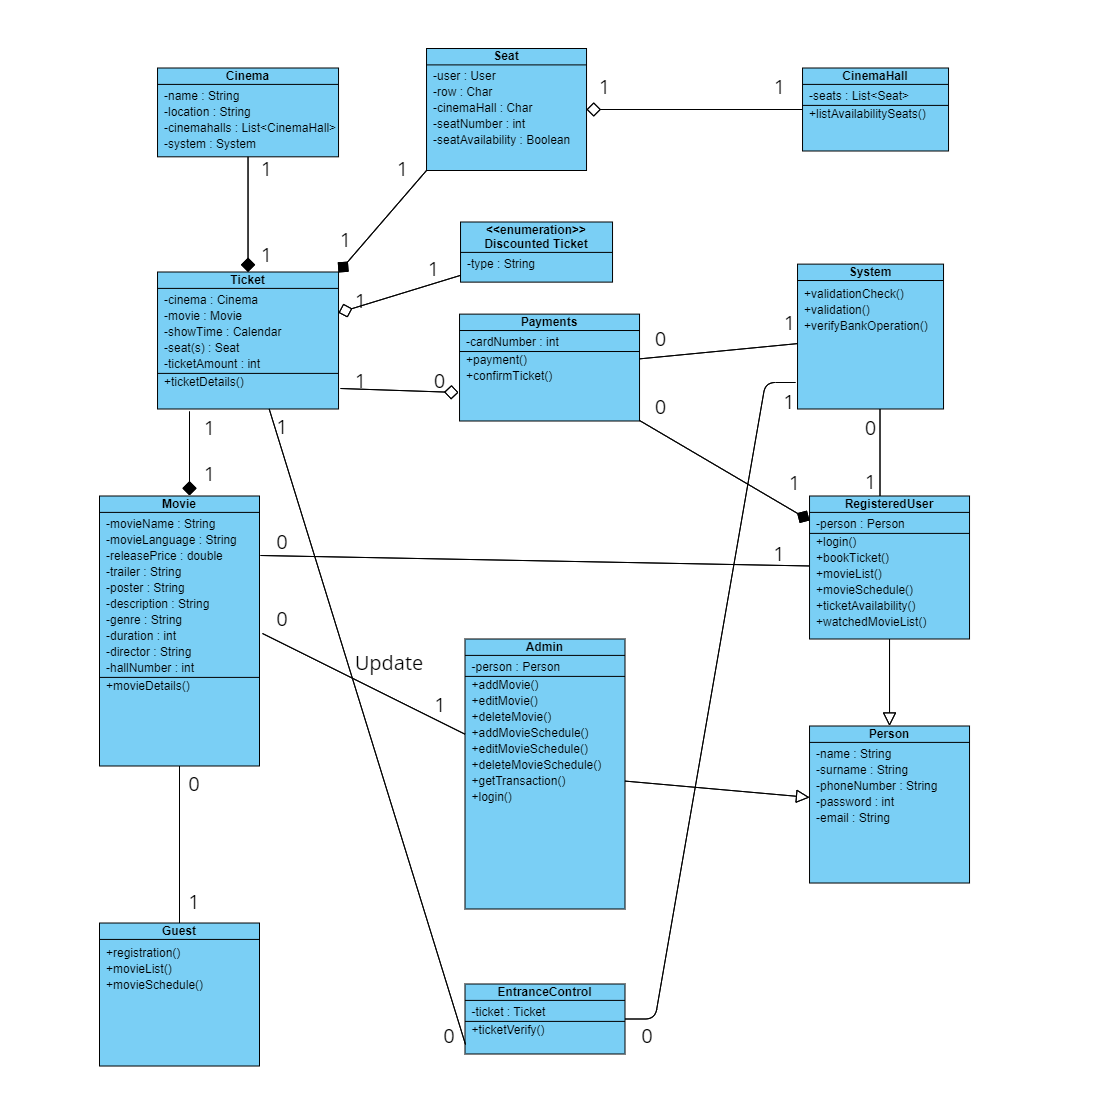 Cinema
-name : String
-location : String
-cinemahalls : List<CinemaHall>
-system : System
1
1
Seat
-user : User
-row : Char
-cinemaHall : Char
-seatNumber : int
-seatAvailability : Boolean
1
1
1
1
CinemaHall
-seats : List<Seat>
+listAvailabilitySeats()
<<enumeration>>
Discounted Ticket
-type : String
1
1
Ticket
-cinema : Cinema
-movie : Movie
-showTime : Calendar
-seat(s) : Seat
-ticketAmount : int
+ticketDetails()
1
0
1
1
1
Payments
-cardNumber : int
+payment()
+confirmTicket()
0
1
0
1
System
+validationCheck()
+validation()
+verifyBankOperation()
1
0
1
Movie
-movieName : String
-movieLanguage : String
-releasePrice : double
-trailer : String
-poster : String
-description : String
-genre : String
-duration : int
-director : String
-hallNumber : int
+movieDetails()
0
1
0
Update
1
0
1
RegisteredUser
-person : Person
+login()
+bookTicket()
+movieList()
+movieSchedule()
+ticketAvailability()
+watchedMovieList()
Admin
-person : Person
+addMovie()
+editMovie()
+deleteMovie()
+addMovieSchedule()
+editMovieSchedule()
+deleteMovieSchedule()
+getTransaction()
+login()
Person
-name : String
-surname : String
-phoneNumber : String
-password : int
-email : String
Guest
+registration()
+movieList()
+movieSchedule()
EntranceControl
-ticket : Ticket
+ticketVerify()
0
0